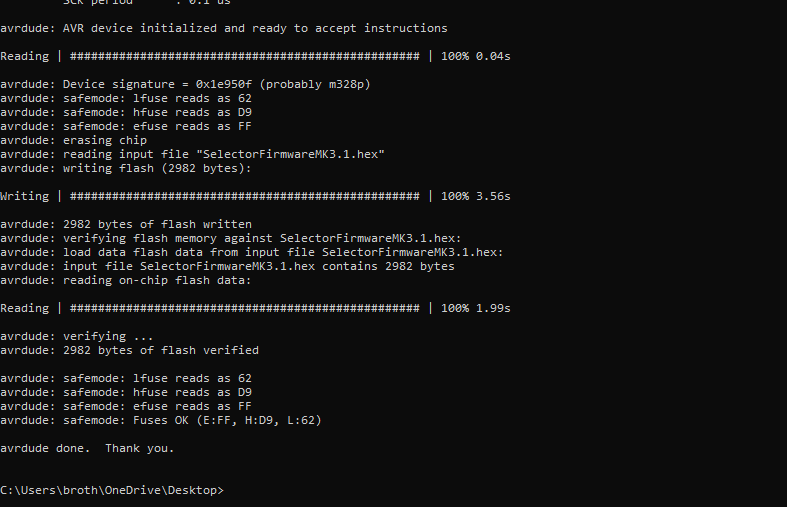 SCK period      : 0.1 us
avrdude: AVR device initialized and ready to accept instructions
Reading | ################################################## | 100% 0.04s
avrdude: Device signature = 0x1e950f (probably m328p)
avrdude: safemode: lfuse reads as 62
avrdude: safemode: hfuse reads as D9
avrdude: safemode: efuse reads as FF
avrdude: erasing chip
avrdude: reading input file "SelectorFirmwareMK3.1.hex"
avrdude: writing flash (2982 bytes):
Writing | ################################################## | 100% 3.56s
avrdude: 2982 bytes of flash written
avrdude: verifying flash memory against SelectorFirmwareMK3.1.hex:
avrdude: load data flash data from input file SelectorFirmwareMK3.1.hex:
avrdude: input file SelectorFirmwareMK3.1.hex contains 2982 bytes
avrdude: reading on-chip flash data:
Reading | ################################################## | 100% 1.99s
avrdude: verifying ...
avrdude: 2982 bytes of flash verified
avrdude: safemode: lfuse reads as 62
avrdude: safemode: hfuse reads as D9
avrdude: safemode: efuse reads as FF
avrdude: safemode: Fuses OK (E:FF, H:D9, L:62)
avrdude done.  Thank you.
C:\Users\broth\OneDrive\Desktop>